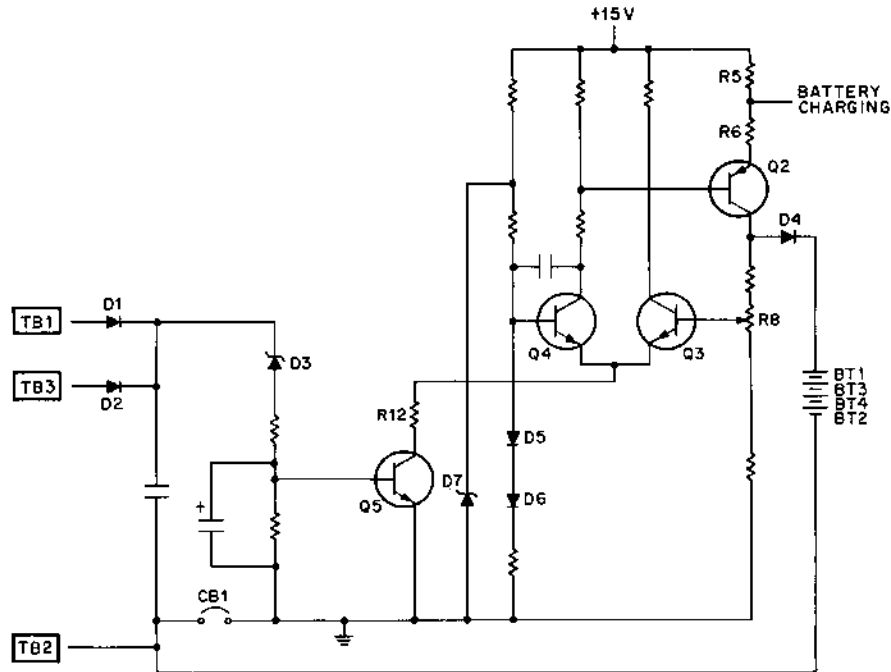 +15V
R5
BATTERY
CHARGING
R6
Q2
D4
D1
TB1
D3
Q4
Q3
R8
TB3
D2
BT1
BT3
BT4
BT2
R12
D5
Q5
D7
D6
+
CB1
TB2